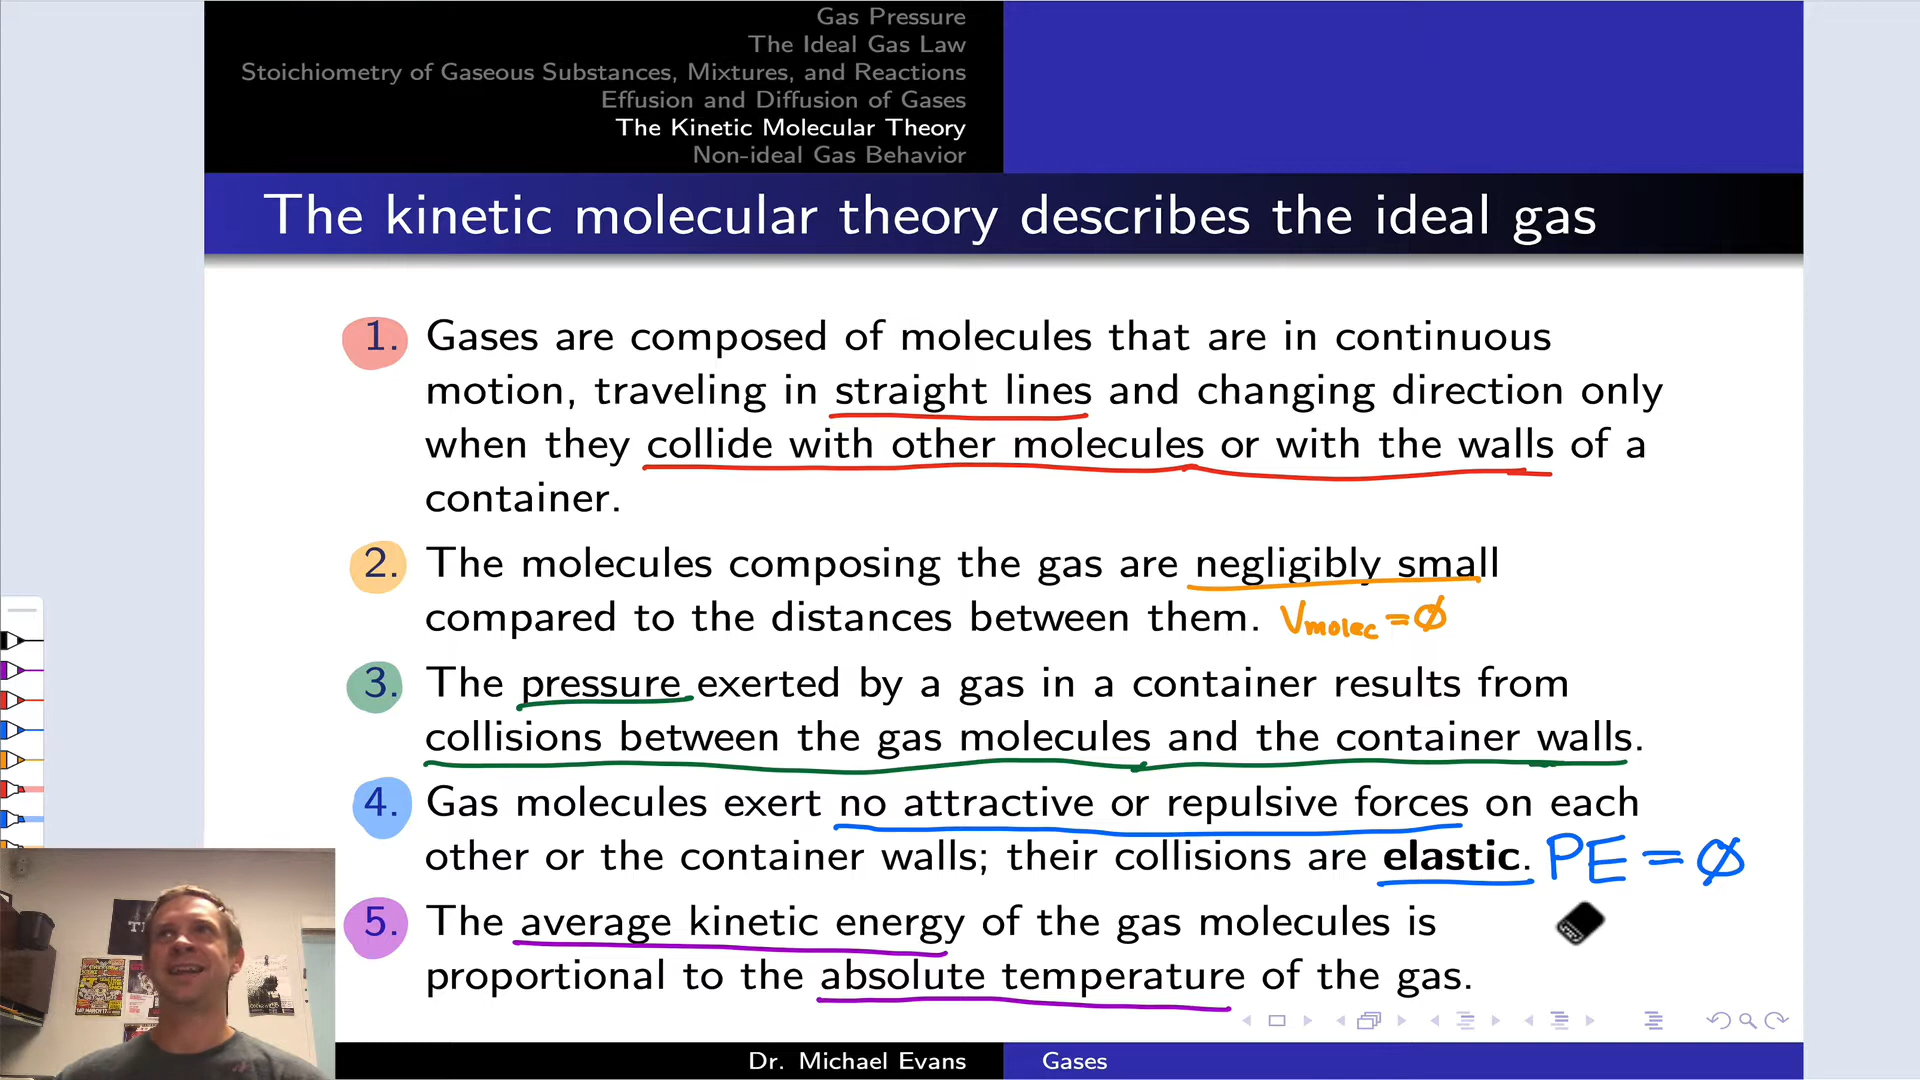 Gas Pressure
The Ideal Gas Law
Stoichiometry of Gaseous Substances, Mixtures, and Reactions
Effusion and Diffusion of Gases
The Kinetic Molecular Theory
Non-ideal Gas Behavior
The kinetic molecular theory describes the ideal gas
1. Gases are composed of molecules that are in continuous
motion, traveling in straight lines and changing direction only
when they collide with other molecules or with the walls of a
container.
2. The molecules composing the gas are negligibly small
compared to the distances between them. Vmolec = ∅
3. The pressure exerted by a gas in a container results from
collisions between the gas molecules and the container walls.
4. Gas molecules exert no attractive or repulsive forces on each
other or the container walls; their collisions are elastic. PE = ∅
5. The average kinetic energy of the gas molecules is
proportional to the absolute temperature of the gas.
Dr. Michael Evans
Gases